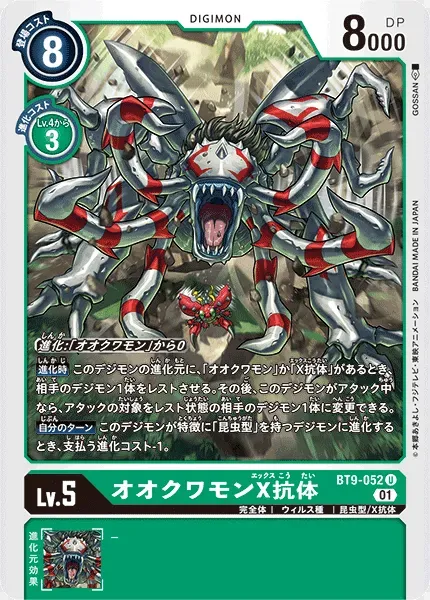 DIGIMON
登場コスト
8
DP
8000
進化コスト
Lv.4から
3
GOSSAN
BANDAI MADE IN JAPAN
©本郷あきよし・フジテレビ・東映アニメーション
進化:「オオクワモン」から0
進化時 このデジモンの進化元に、「オオクワモン」か「X抗体」があるとき、
相手のデジモン1体をレストさせる。その後、このデジモンがアタック中
なら、アタックの対象をレスト状態の相手のデジモン1体に変更できる。
自分のターン このデジモンが特徴に「昆虫型」を持つデジモンに進化する
とき、支払う進化コスト-1。
Lv.5
エックスこうたい
オオクワモンX抗体
BT9-052 U
01
完全体 | ウィルス種 | 昆虫型/X抗体
進化元効果
–